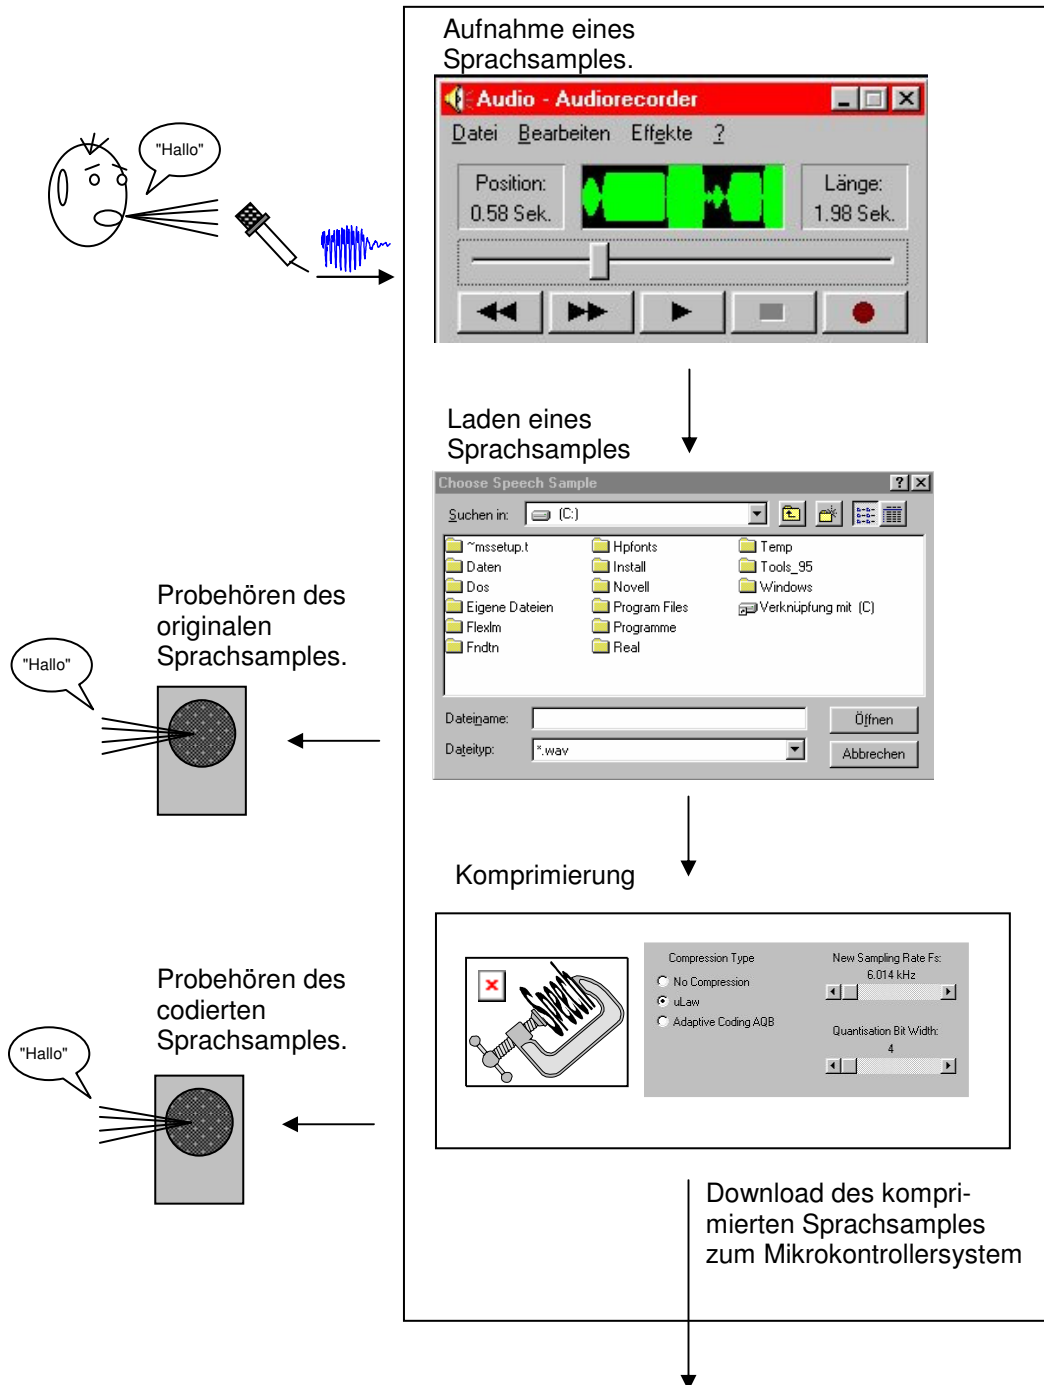 Aufnahme eines
Sprachsamples.
Audio - Audiorecorder
Datei Bearbeiten Effekte ?
Position:
0.58 Sek.
Länge:
1.98 Sek.
"Hallo"
Laden eines
Sprachsamples
Choose Speech Sample
Suchen in: (C:)
~mssetup.t
Daten
Dos
Eigene Dateien
Flexlm
Fndtn
Hpfonts
Install
Novell
Program Files
Programme
Real
Temp
Tools_95
Windows
Verknüpfung mit (C)
Dateiname:
Öffnen
Dateityp: *.wav
Abbrechen
Probehören des
originalen
Sprachsamples.
"Hallo"
Komprimierung
Compression Type
No Compression
uLaw
Adaptive Coding AQB
New Sampling Rate Fs:
6.014 kHz
Quantisation Bit Width:
4
Probehören des
codierten
Sprachsamples.
"Hallo"
Download des kompri-
mierten Sprachsamples
zum Mikrokontrollersystem